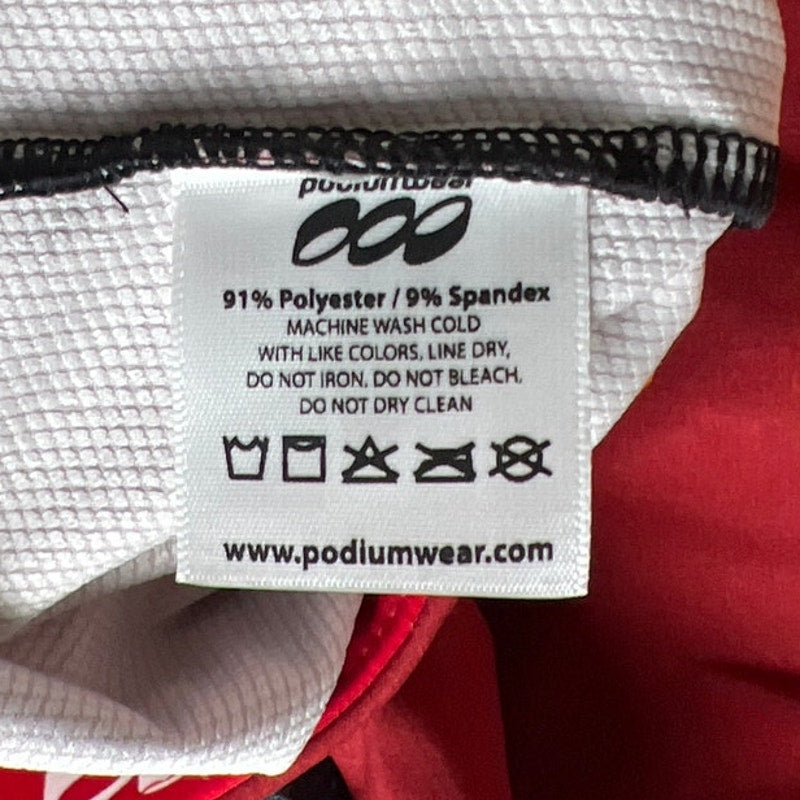 podiumwear
91% Polyester / 9% Spandex
MACHINE WASH COLD
WITH LIKE COLORS, LINE DRY,
DO NOT IRON, DO NOT BLEACH,
DO NOT DRY CLEAN
www.podiumwear.com